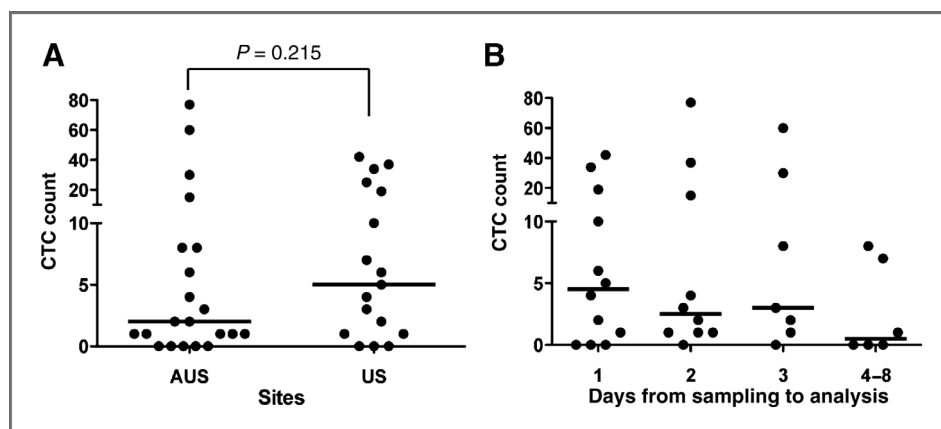 A
P = 0.215
CTC count
80
60
40
20
10
5
0
AUS
US
Sites
B
CTC count
80
60
40
20
10
5
0
1
2
3
4–8
Days from sampling to analysis